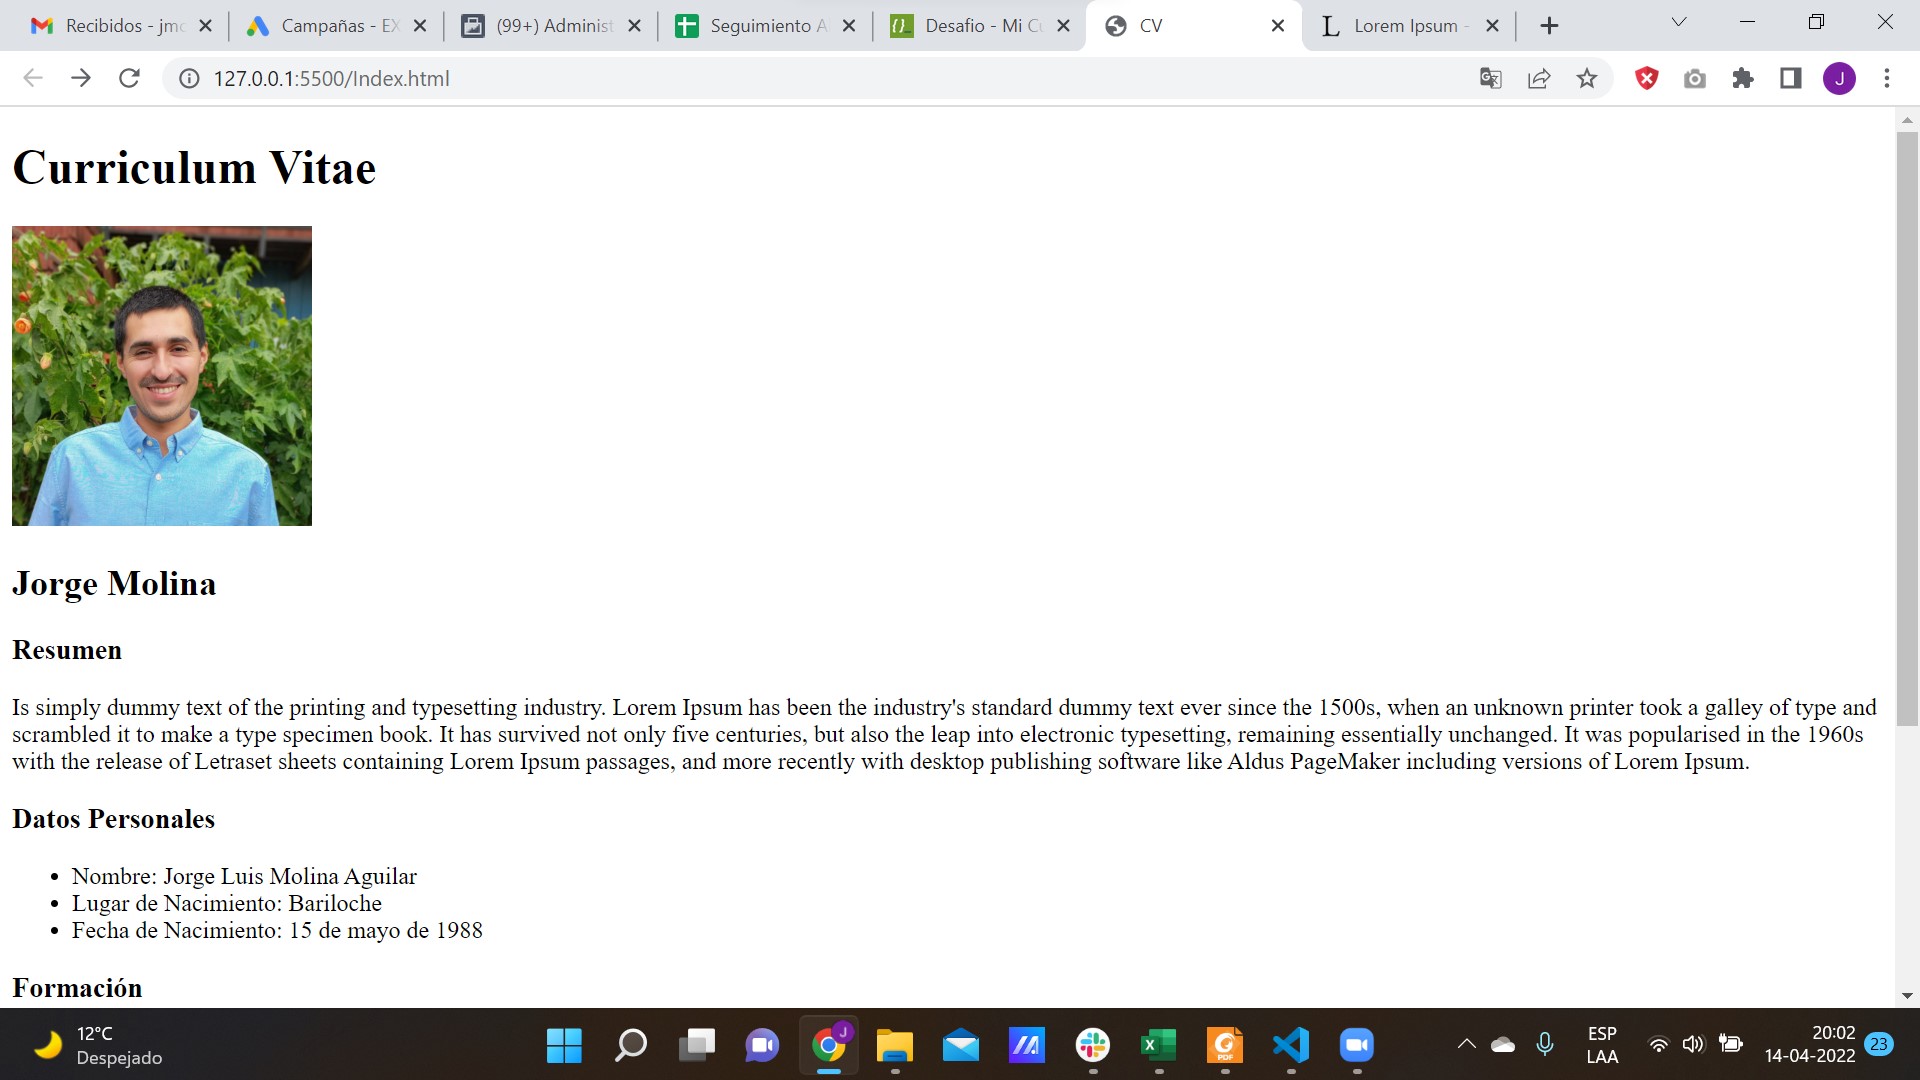 Recibidos - jmo
Campañas - EX
(99+) Administ
Seguimiento A
Desafio - Mi Cu
CV
Lorem Ipsum -
127.0.0.1:5500/Index.html
J
Curriculum Vitae
Jorge Molina
Resumen
Is simply dummy text of the printing and typesetting industry. Lorem Ipsum has been the industry's standard dummy text ever since the 1500s, when an unknown printer took a galley of type and
scrambled it to make a type specimen book. It has survived not only five centuries, but also the leap into electronic typesetting, remaining essentially unchanged. It was popularised in the 1960s
with the release of Letraset sheets containing Lorem Ipsum passages, and more recently with desktop publishing software like Aldus PageMaker including versions of Lorem Ipsum.
Datos Personales
Nombre: Jorge Luis Molina Aguilar
Lugar de Nacimiento: Bariloche
Fecha de Nacimiento: 15 de mayo de 1988
Formación
12°C
Despejado
J
PDF
ESP
LAA
20:02
14-04-2022
23